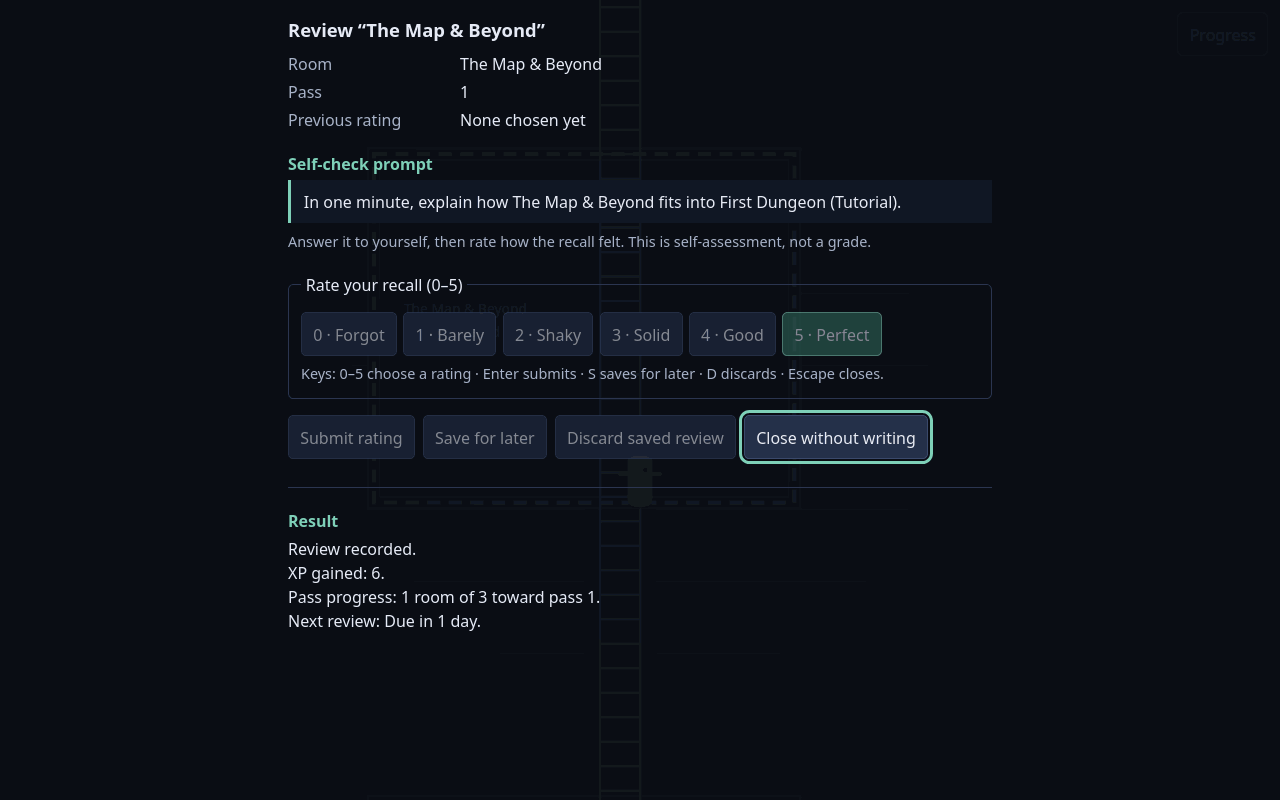 Review “The Map & Beyond”
Progress
Room The Map & Beyond
Pass 1
Previous rating None chosen yet
Self-check prompt
In one minute, explain how The Map & Beyond fits into First Dungeon (Tutorial).
Answer it to yourself, then rate how the recall felt. This is self-assessment, not a grade.
Rate your recall (0–5)
The Map & Beyond
0 · Forgot 1 · Barely 2 · Shaky 3 · Solid 4 · Good 5 · Perfect
Keys: 0–5 choose a rating · Enter submits · S saves for later · D discards · Escape closes.
Submit rating Save for later Discard saved review Close without writing
Result
Review recorded.
XP gained: 6.
Pass progress: 1 room of 3 toward pass 1.
Next review: Due in 1 day.